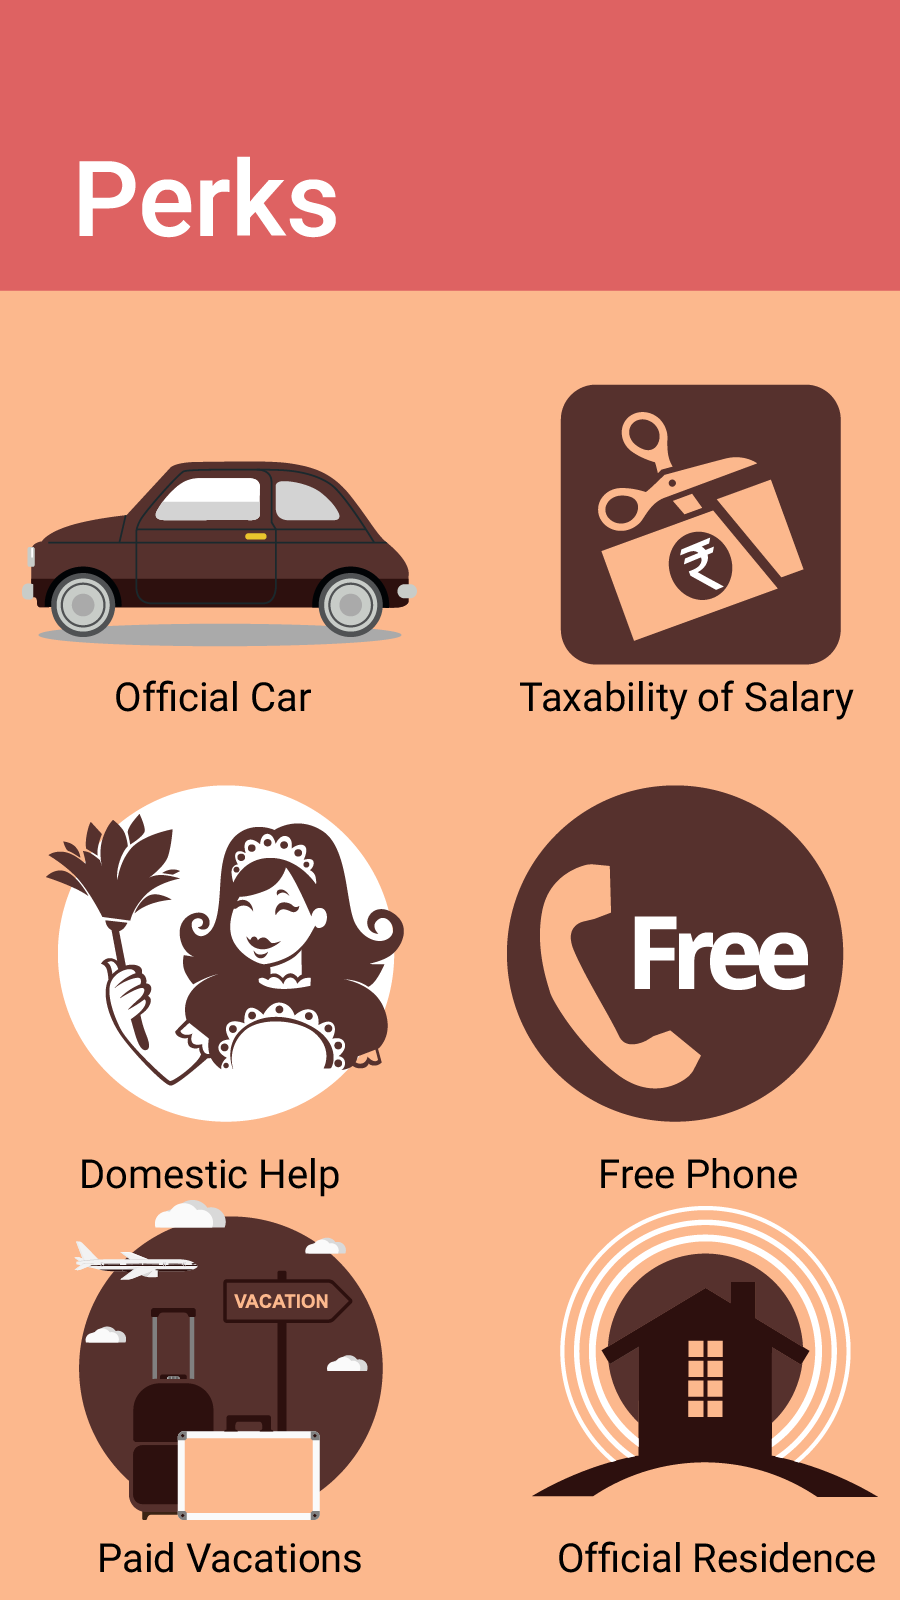 Perks
₹
Official Car
Taxability of Salary
Free
Domestic Help
Free Phone
VACATION
Paid Vacations
Official Residence